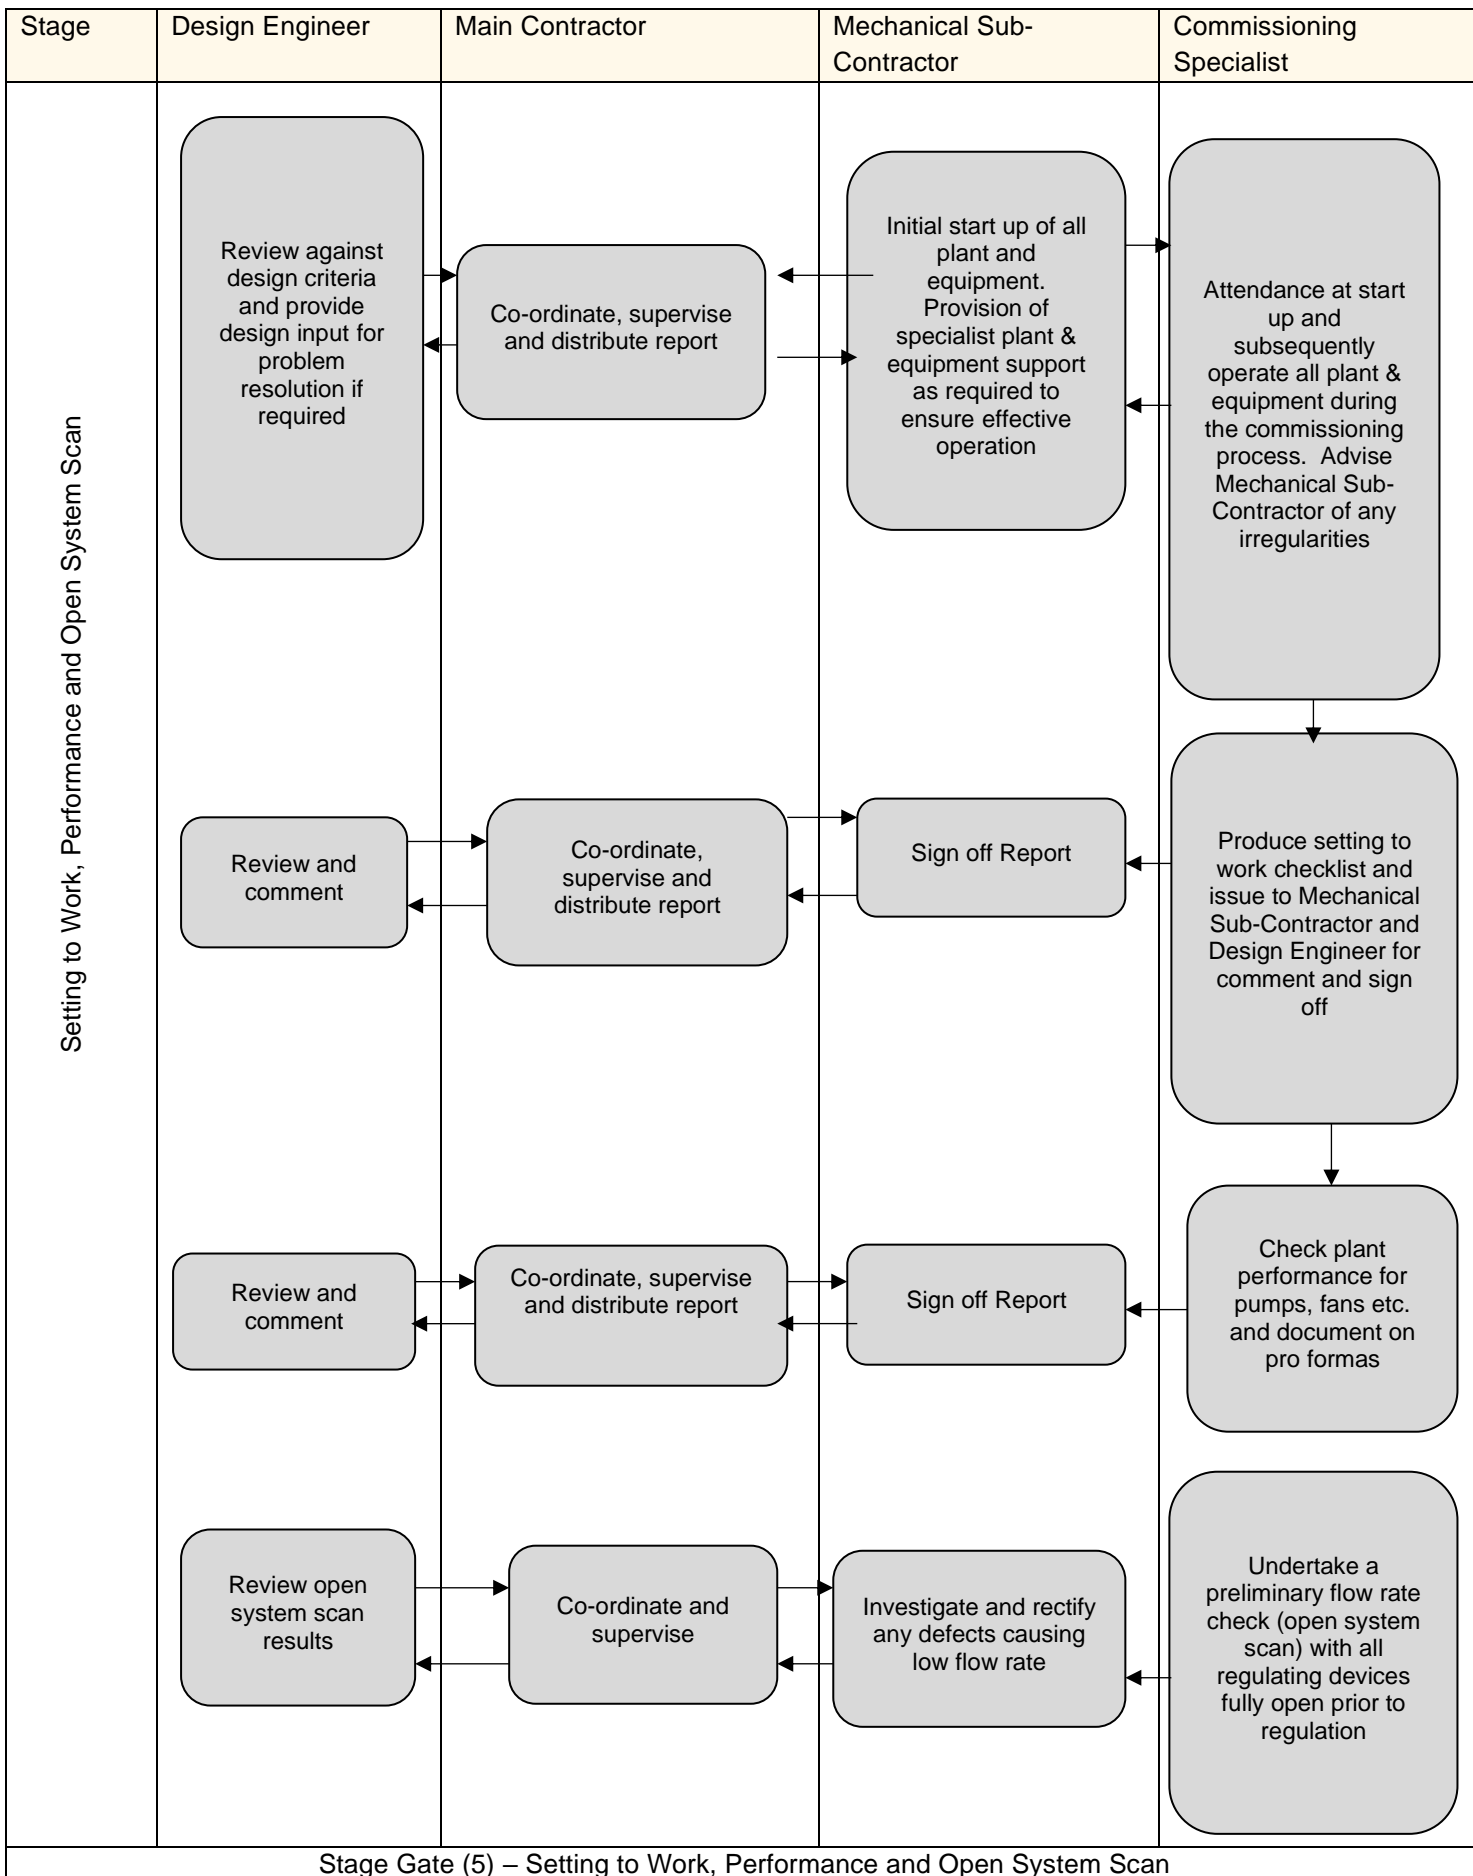 Stage
Design Engineer
Main Contractor
Mechanical Sub-
Contractor
Commissioning
Specialist
Setting to Work, Performance and Open System Scan
Review against
design criteria
and provide
design input for
problem
resolution if
required
Co-ordinate, supervise
and distribute report
Initial start up of all
plant and
equipment.
Provision of
specialist plant &
equipment support
as required to
ensure effective
operation
Attendance at start
up and
subsequently
operate all plant &
equipment during
the commissioning
process.  Advise
Mechanical Sub-
Contractor of any
irregularities
Review and
comment
Co-ordinate,
supervise and
distribute report
Sign off Report
Produce setting to
work checklist and
issue to Mechanical
Sub-Contractor and
Design Engineer for
comment and sign
off
Review and
comment
Co-ordinate, supervise
and distribute report
Sign off Report
Check plant
performance for
pumps, fans etc.
and document on
pro formas
Review open
system scan
results
Co-ordinate and
supervise
Investigate and rectify
any defects causing
low flow rate
Undertake a
preliminary flow rate
check (open system
scan) with all
regulating devices
fully open prior to
regulation
Stage Gate (5) – Setting to Work, Performance and Open System Scan